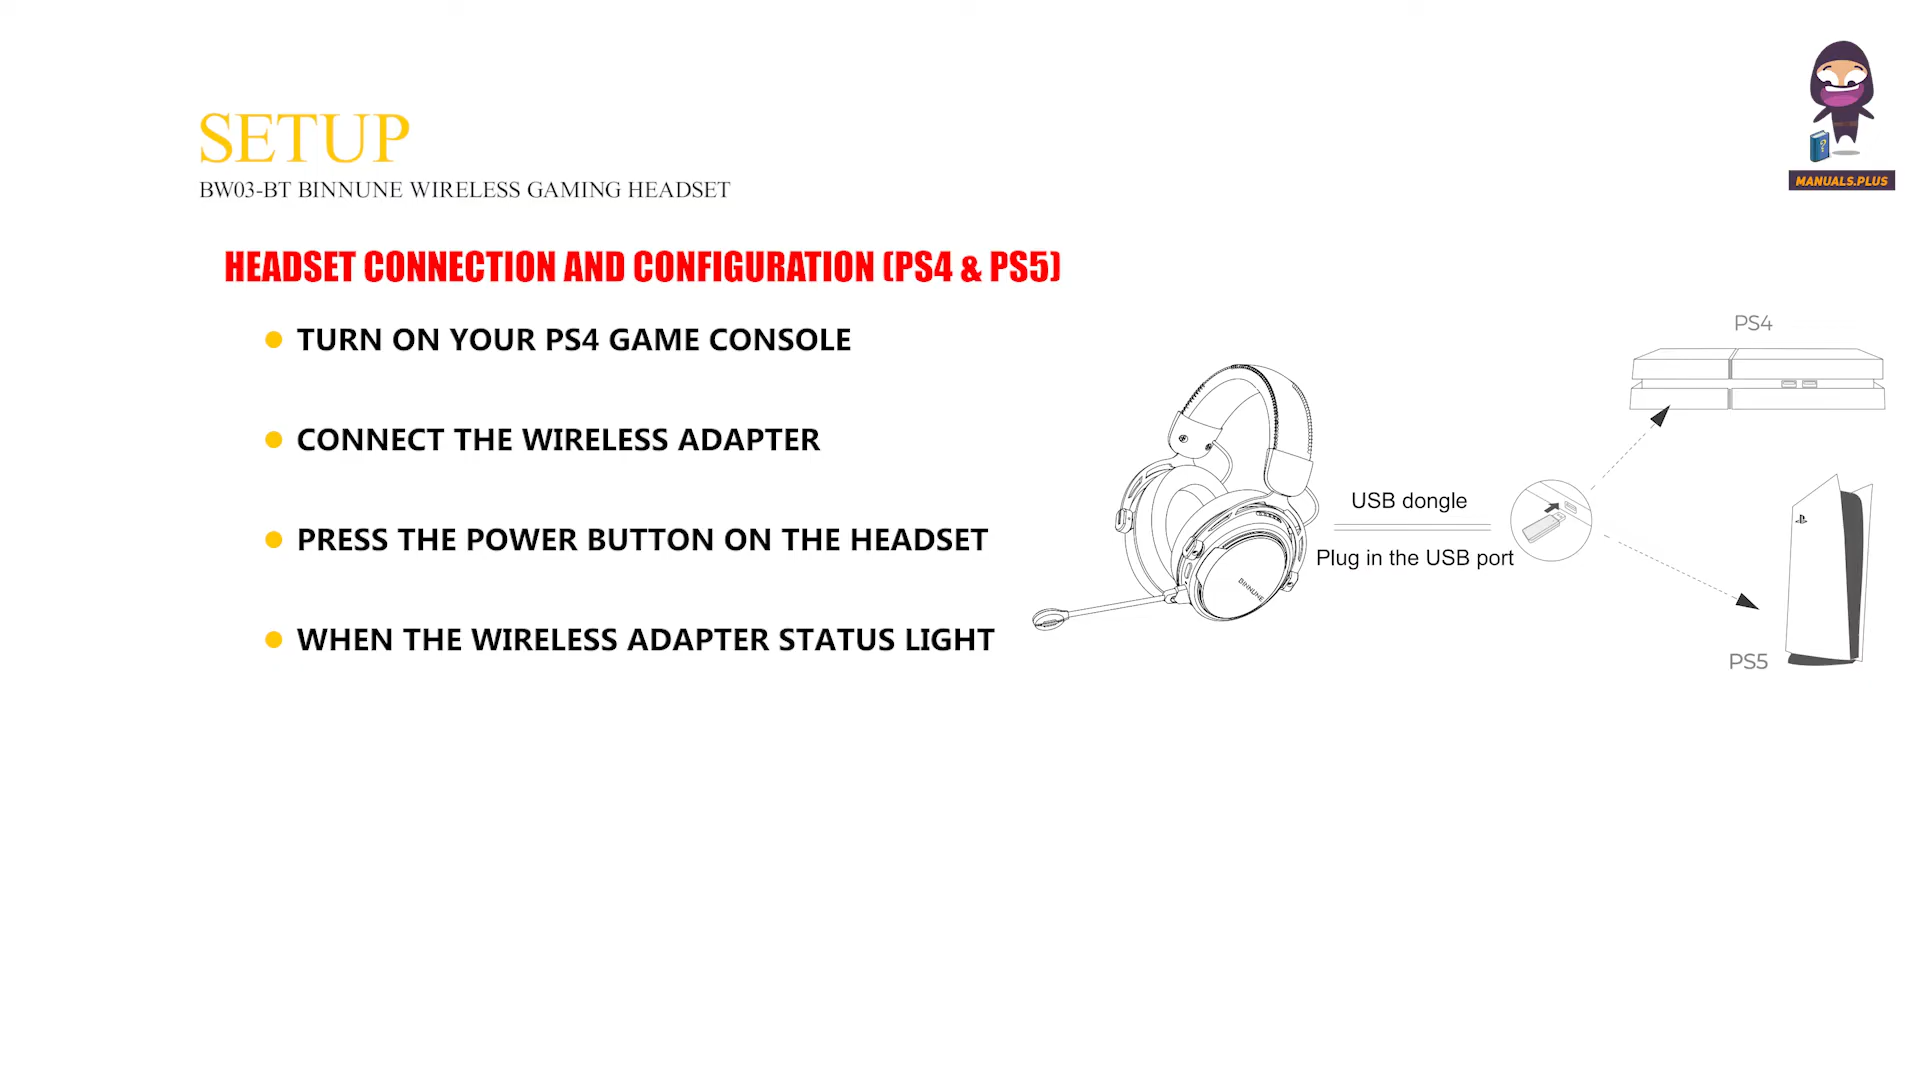 MANUALS.PLUS
SETUP
BW03-BT BINNUNE WIRELESS GAMING HEADSET
HEADSET CONNECTION AND CONFIGURATION (PS4 & PS5)
TURN ON YOUR PS4 GAME CONSOLE
CONNECT THE WIRELESS ADAPTER
PRESS THE POWER BUTTON ON THE HEADSET
WHEN THE WIRELESS ADAPTER STATUS LIGHT
PS4
USB dongle
Plug in the USB port
BINNUNE
PS5